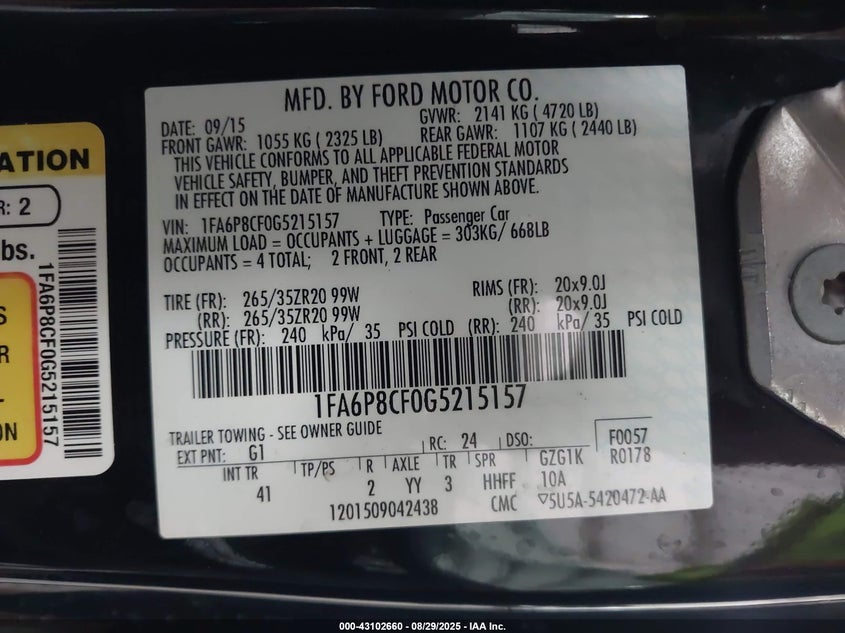 MFD. BY FORD MOTOR CO.
DATE: 09/15 GVWR: 2141 KG ( 4720 LB)
FRONT GAWR: 1055 KG ( 2325 LB) REAR GAWR: 1107 KG ( 2440 LB)
THIS VEHICLE CONFORMS TO ALL APPLICABLE FEDERAL MOTOR
VEHICLE SAFETY, BUMPER, AND THEFT PREVENTION STANDARDS
IN EFFECT ON THE DATE OF MANUFACTURE SHOWN ABOVE.
VIN: 1FA6P8CF0G5215157 TYPE: Passenger Car
MAXIMUM LOAD = OCCUPANTS + LUGGAGE = 303KG/ 668LB
OCCUPANTS = 4 TOTAL; 2 FRONT, 2 REAR
TIRE (FR): 265/35ZR20 99W RIMS (FR): 20x9.0J
(RR): 265/35ZR20 99W (RR): 20x9.0J
PRESSURE (FR): 240 kPa/ 35 PSI COLD (RR): 240 kPa/ 35 PSI COLD
1FA6P8CF0G5215157
TRAILER TOWING - SEE OWNER GUIDE
EXT PNT: G1 RC: 24 DSO: F0057
R0178
INT TR TP/PS R AXLE TR SPR GZG1K
41 2 YY 3 HHFF 10A
1201509042438 CMC ▽5U5A-5420472-AA
ATION
R: 2
bs.
S
R
L-
ON
1FA6P8CF0G5215157
000-43102660 - 08/29/2025 - IAA Inc.